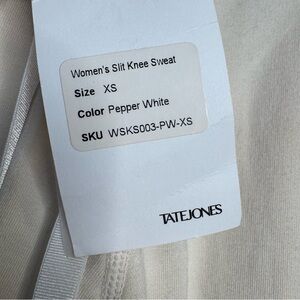 Women's Slit Knee Sweat
Size XS
Color Pepper White
SKU WSKS003-PW-XS
TATEJONES